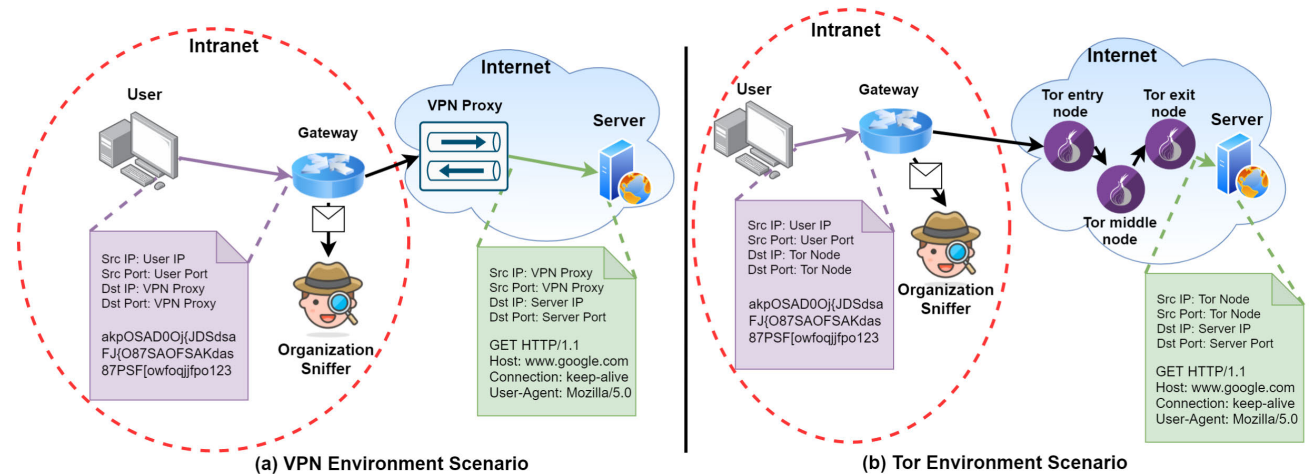 Intranet
User
Gateway
Internet
VPN Proxy
Server
Src IP: User IP
Src Port: User Port
Dst IP: VPN Proxy
Dst Port: VPN Proxy
akpOSAD0Oj{JDSdsa
FJ{O87SAOFSAKdas
87PSF[owfoqjjfpo123
Organization
Sniffer
Src IP: VPN Proxy
Src Port: VPN Proxy
Dst IP: Server IP
Dst Port: Server Port
GET HTTP/1.1
Host: www.google.com
Connection: keep-alive
User-Agent: Mozilla/5.0
(a) VPN Environment Scenario
Intranet
User
Gateway
Internet
Tor entry
node
Tor exit
node
Server
Tor middle
node
Src IP: User IP
Src Port: User Port
Dst IP: Tor Node
Dst Port: Tor Node
akpOSAD0Oj{JDSdsa
FJ{O87SAOFSAKdas
87PSF[owfoqjjfpo123
Organization
Sniffer
Src IP: Tor Node
Src Port: Tor Node
Dst IP: Server IP
Dst Port: Server Port
GET HTTP/1.1
Host: www.google.com
Connection: keep-alive
User-Agent: Mozilla/5.0
(b) Tor Environment Scenario